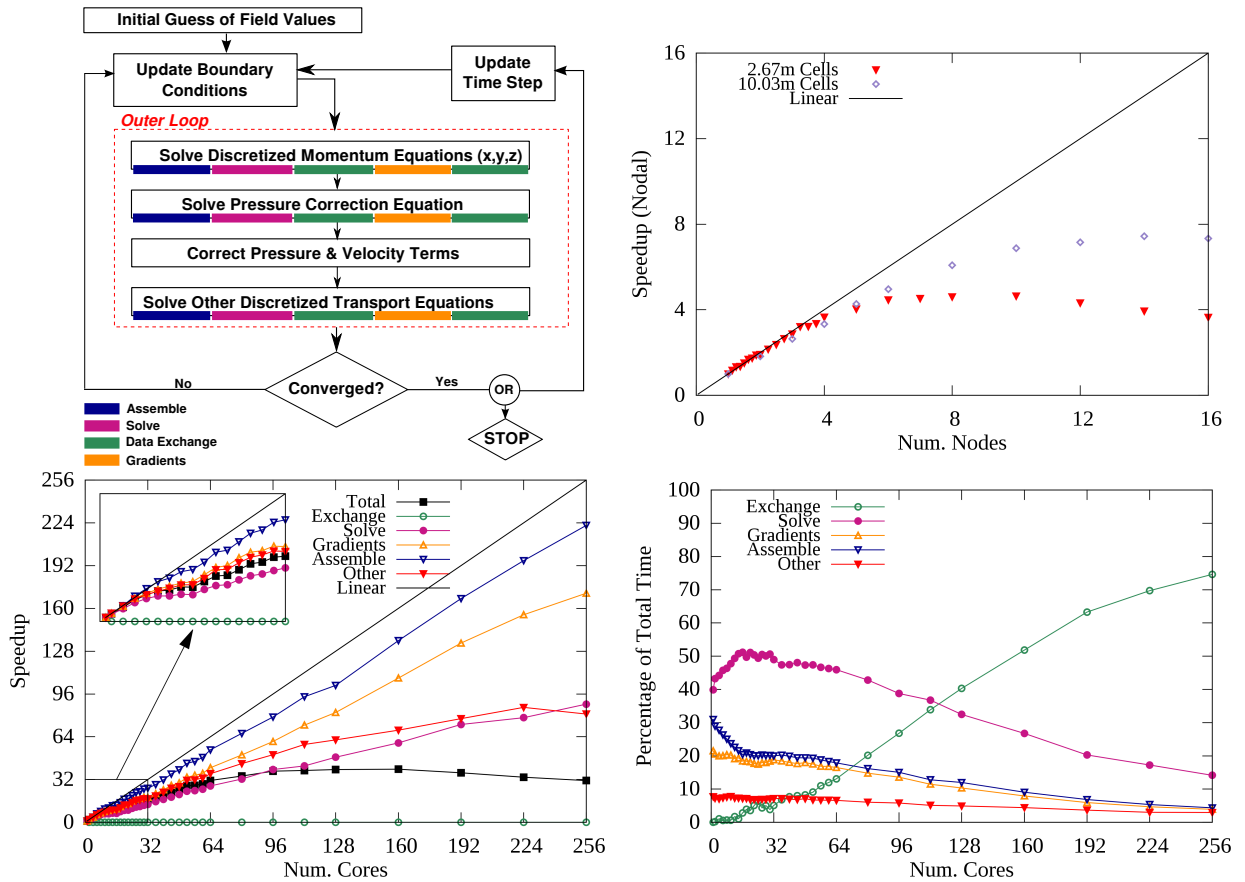 Initial Guess of Field Values
Update Boundary
Conditions
Update
Time Step
Outer Loop
Solve Discretized Momentum Equations (x,y,z)
Solve Pressure Correction Equation
Correct Pressure & Velocity Terms
Solve Other Discretized Transport Equations
Converged?
No
Yes
OR
STOP
Assemble
Solve
Data Exchange
Gradients
16
12
8
4
0
Speedup (Nodal)
2.67m Cells
10.03m Cells
Linear
0 4 8 12 16
Num. Nodes
256
224
192
160
128
96
64
32
0
Speedup
Total
Exchange
Solve
Gradients
Assemble
Other
Linear
0 32 64 96 128 160 192 224 256
Num. Cores
100
90
80
70
60
50
40
30
20
10
0
Percentage of Total Time
Exchange
Solve
Gradients
Assemble
Other
0 32 64 96 128 160 192 224 256
Num. Cores